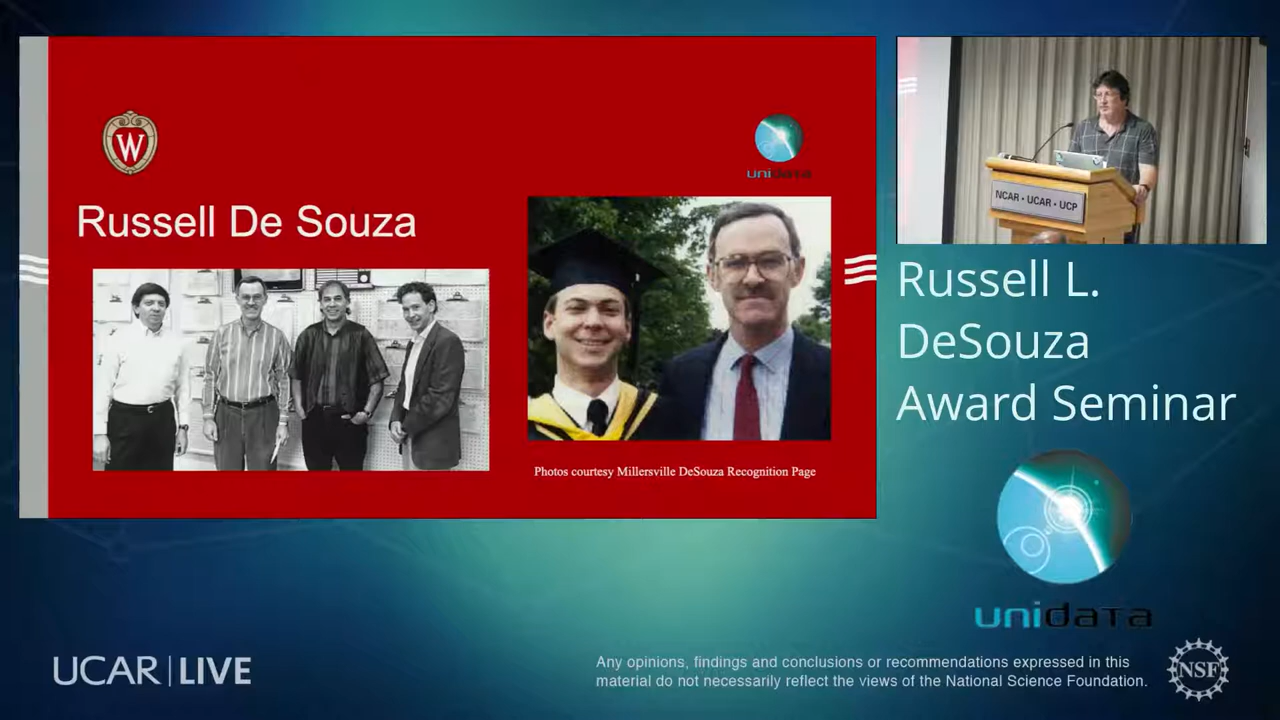 W
unidata
Russell De Souza
Photos courtesy Millersville DeSouza Recognition Page
NCAR • UCAR • UCP
Russell L.
DeSouza
Award Seminar
unidata
UCAR | LIVE
Any opinions, findings and conclusions or recommendations expressed in this
material do not necessarily reflect the views of the National Science Foundation.
NSF